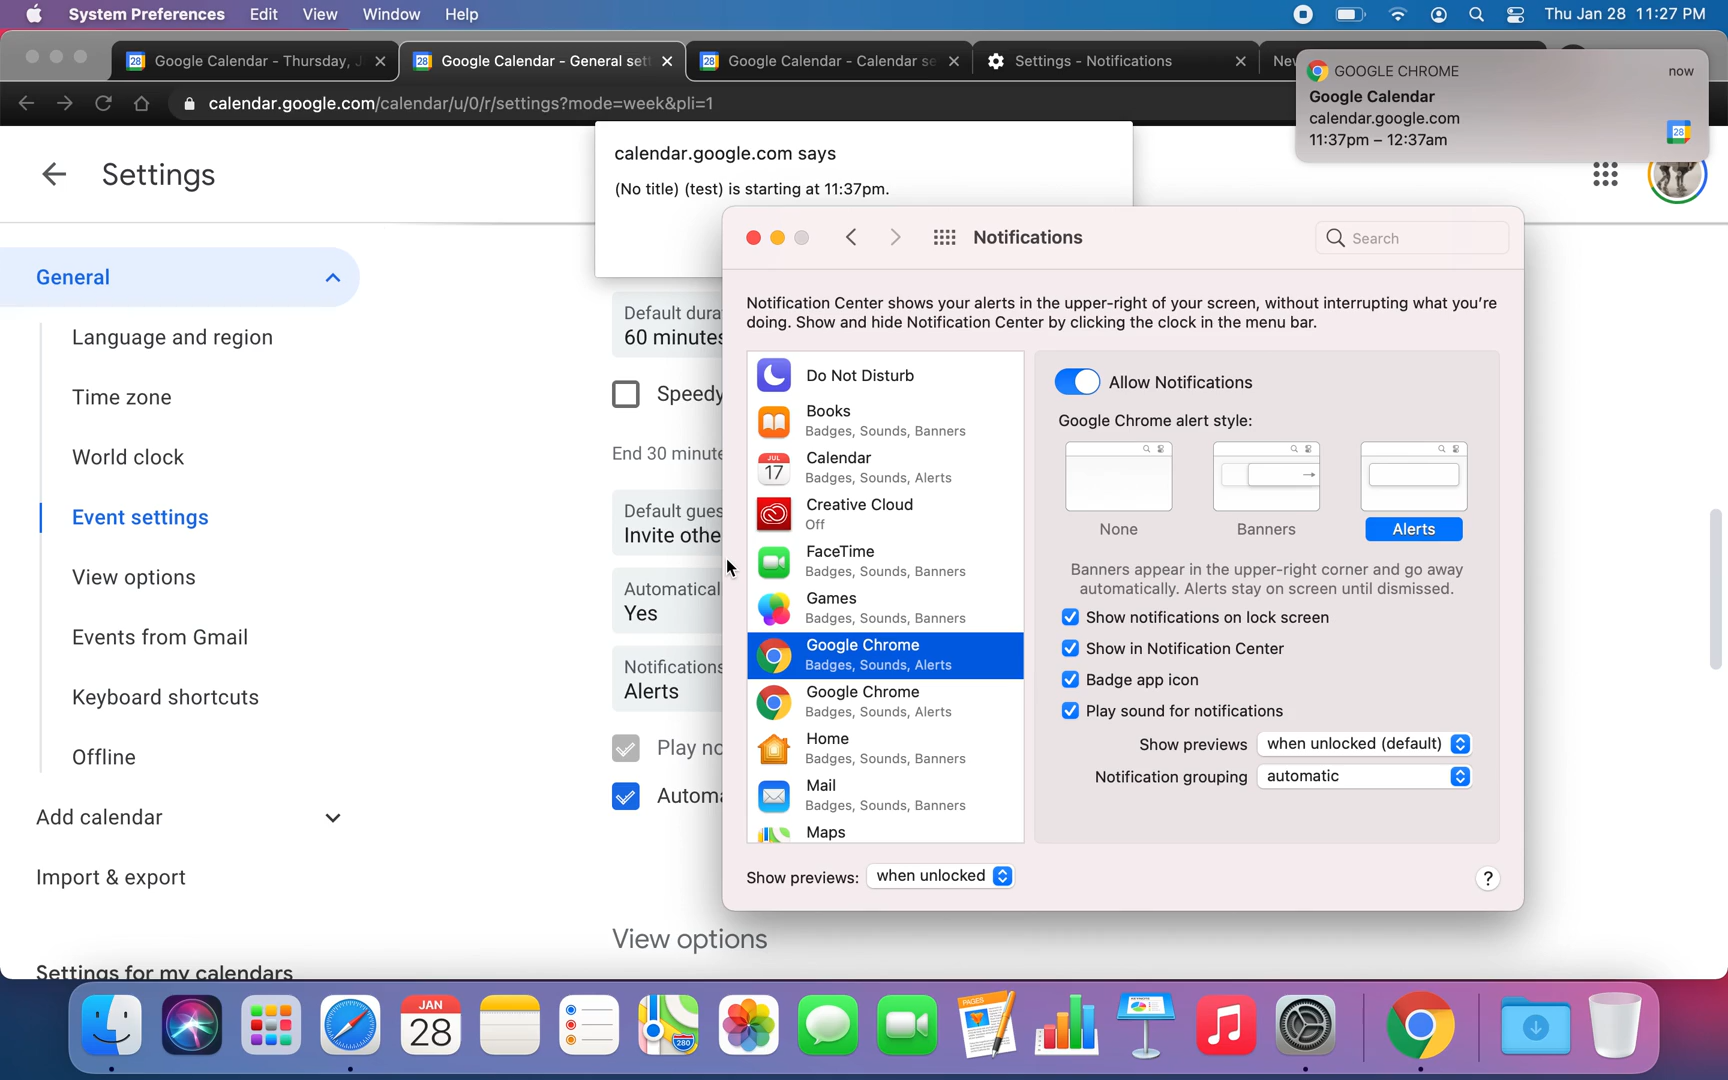 System Preferences Edit View Window Help
Thu Jan 28 11:27 PM
Google Calendar - Thursday, J
Google Calendar - General sett
Google Calendar - Calendar se
Settings - Notifications
Nev
calendar.google.com/calendar/u/0/r/settings?mode=week&pli=1
GOOGLE CHROME
now
Google Calendar
calendar.google.com
11:37pm – 12:37am
28
Settings
calendar.google.com says
(No title) (test) is starting at 11:37pm.
General
Language and region
Time zone
World clock
Event settings
View options
Events from Gmail
Keyboard shortcuts
Offline
Add calendar
Import & export
Settings for my calendars
Default dura
60 minutes
Speedy
End 30 minute
Default gues
Invite othe
Automatical
Yes
Notifications
Alerts
Play no
Automa
View options
Notifications
Search
Notification Center shows your alerts in the upper-right of your screen, without interrupting what you're
doing. Show and hide Notification Center by clicking the clock in the menu bar.
Do Not Disturb
Books
Badges, Sounds, Banners
JUL
17
Calendar
Badges, Sounds, Alerts
Creative Cloud
Off
FaceTime
Badges, Sounds, Banners
Games
Badges, Sounds, Banners
Google Chrome
Badges, Sounds, Alerts
Google Chrome
Badges, Sounds, Alerts
Home
Badges, Sounds, Banners
Mail
Badges, Sounds, Banners
Maps
Allow Notifications
Google Chrome alert style:
None
Banners
Alerts
Banners appear in the upper-right corner and go away
automatically. Alerts stay on screen until dismissed.
Show notifications on lock screen
Show in Notification Center
Badge app icon
Play sound for notifications
Show previews when unlocked (default)
Notification grouping automatic
Show previews: when unlocked
?
JAN
28
280
PAGES